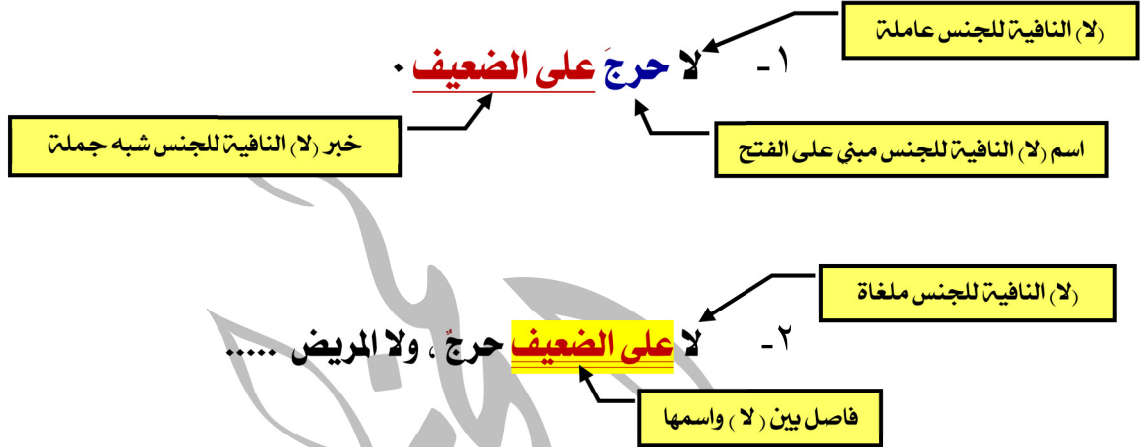 (لا) النافية للجنس عاملة
١- لا حرجَ على الضعيف .
اسم (لا) النافية للجنس مبني على الفتح
خبر (لا) النافية للجنس شبه جملة
(لا) النافية للجنس ملغاة
٢- لا على الضعيف حرجٌ ، ولا المريض .....
فاصل بين ( لا ) واسمها